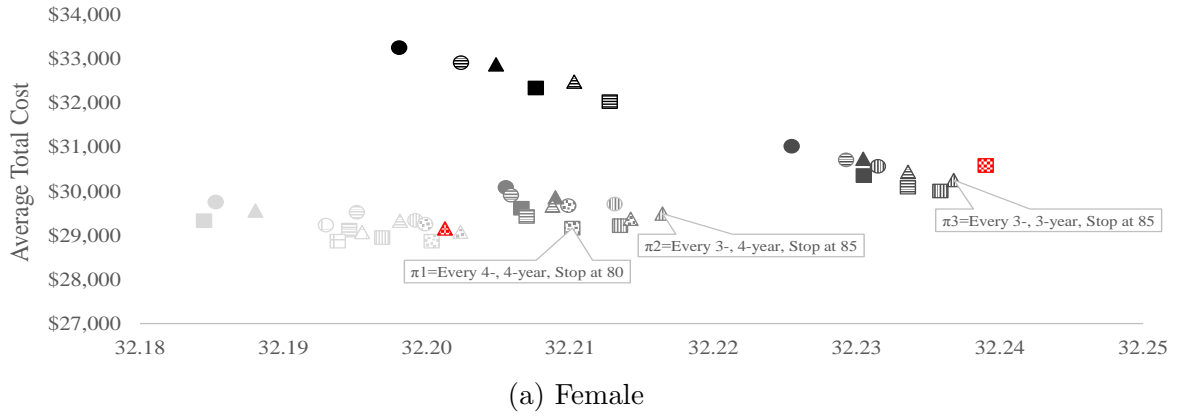 $34,000
$33,000
$32,000
$31,000
$30,000
$29,000
$28,000
$27,000
Average Total Cost
π3=Every 3-, 3-year, Stop at 85
π2=Every 3-, 4-year, Stop at 85
π1=Every 4-, 4-year, Stop at 80
32.18 32.19 32.20 32.21 32.22 32.23 32.24 32.25
(a) Female